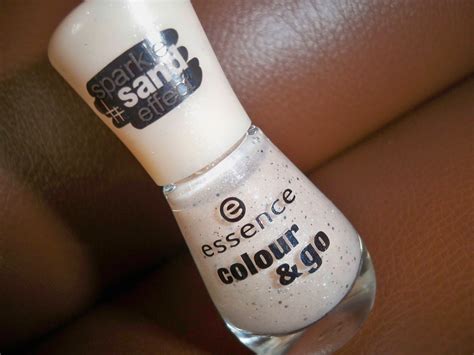 sparkle
#sand
effect
e
essence
colour
& go